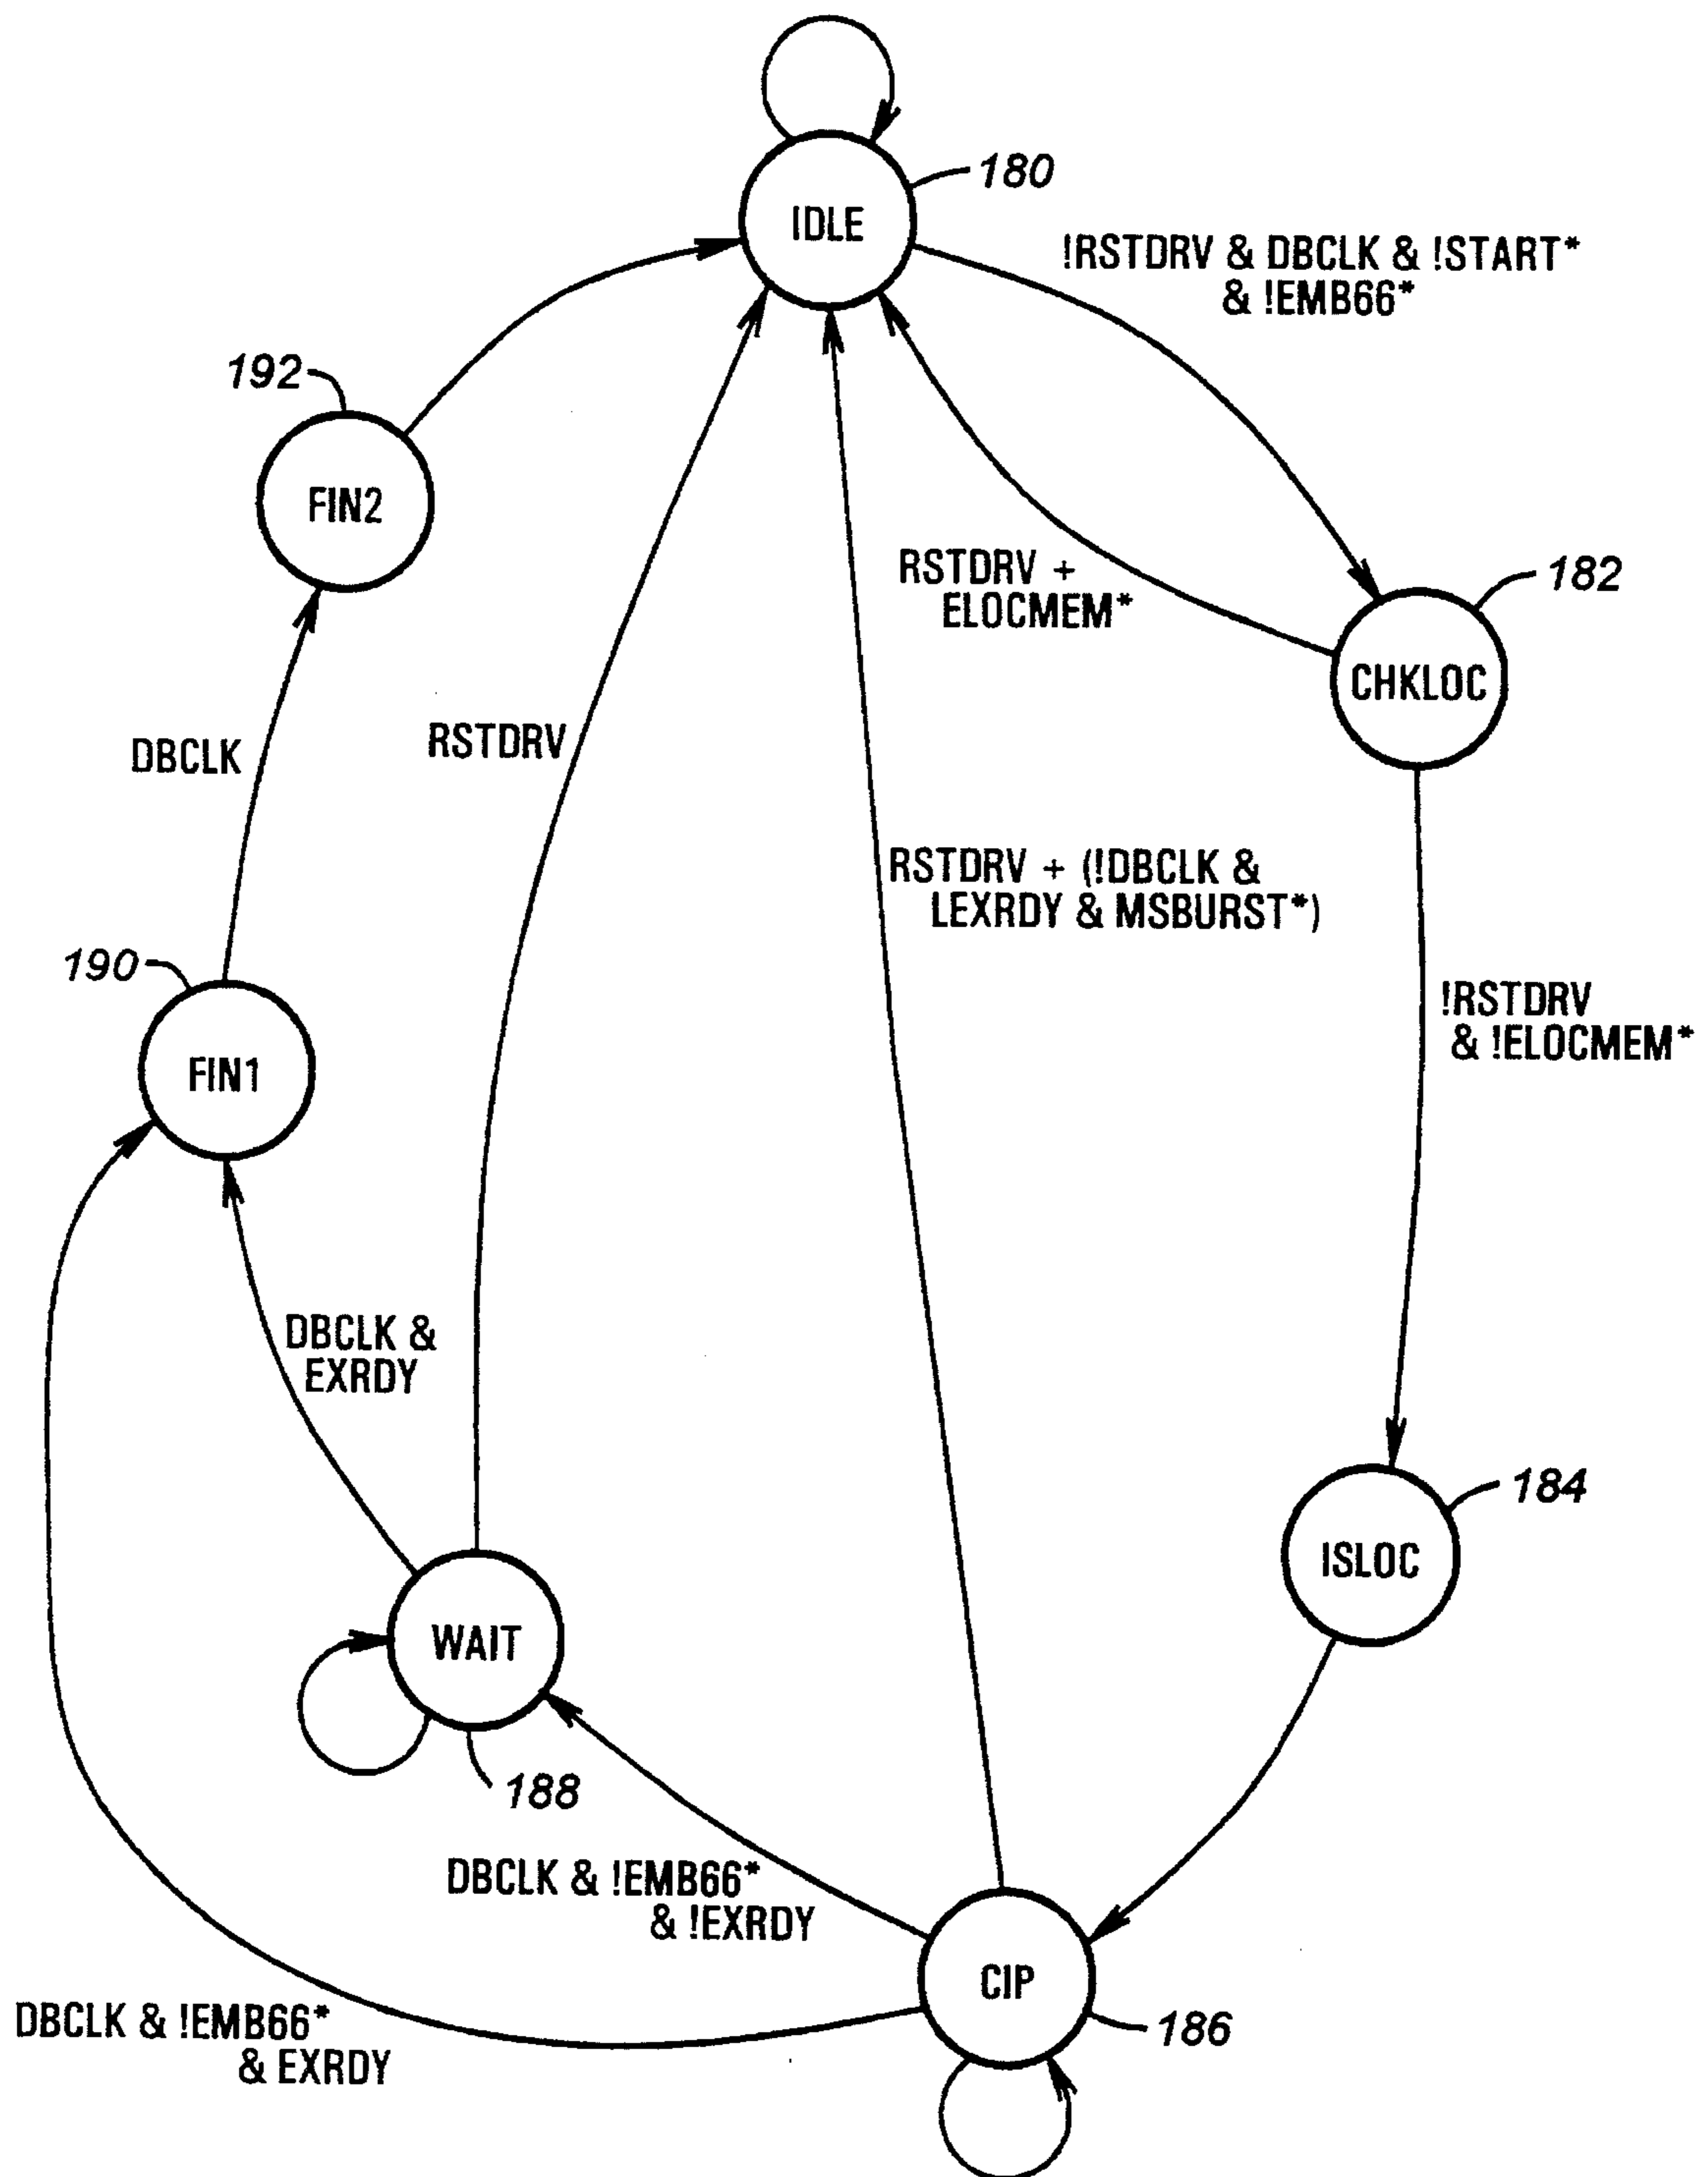 180
IDLE
!RSTDRV & DBCLK & !START*
& !EMB66*
192
FIN2
RSTDRV +
ELOCMEM*
182
CHKLOC
DBCLK
RSTDRV
RSTDRV + (!DBCLK &
LEXRDY & MSBURST*)
190
FIN1
!RSTDRV
& !ELOCMEM*
DBCLK &
EXRDY
184
ISLOC
WAIT
188
DBCLK & !EMB66*
& !EXRDY
CIP
186
DBCLK & !EMB66*
& EXRDY